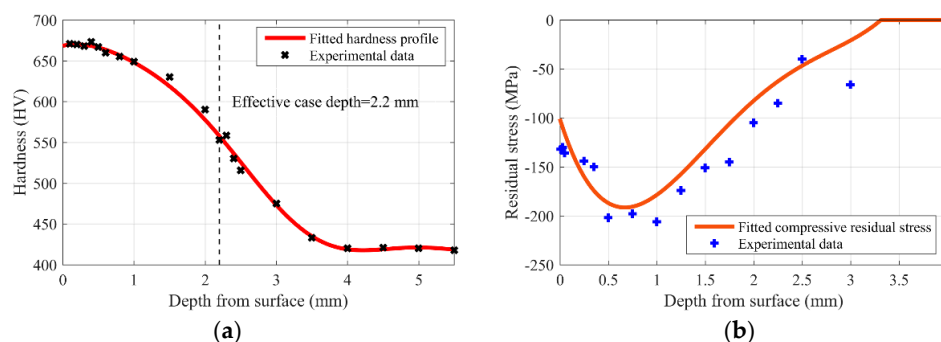 700
650
600
550
500
450
400
Hardness (HV)
Fitted hardness profile
Experimental data
Effective case depth=2.2 mm
0 1 2 3 4 5
Depth from surface (mm)
(a)
0
-50
-100
-150
-200
-250
Residual stress (MPa)
Fitted compressive residual stress
Experimental data
0 0.5 1 1.5 2 2.5 3 3.5
Depth from surface (mm)
(b)